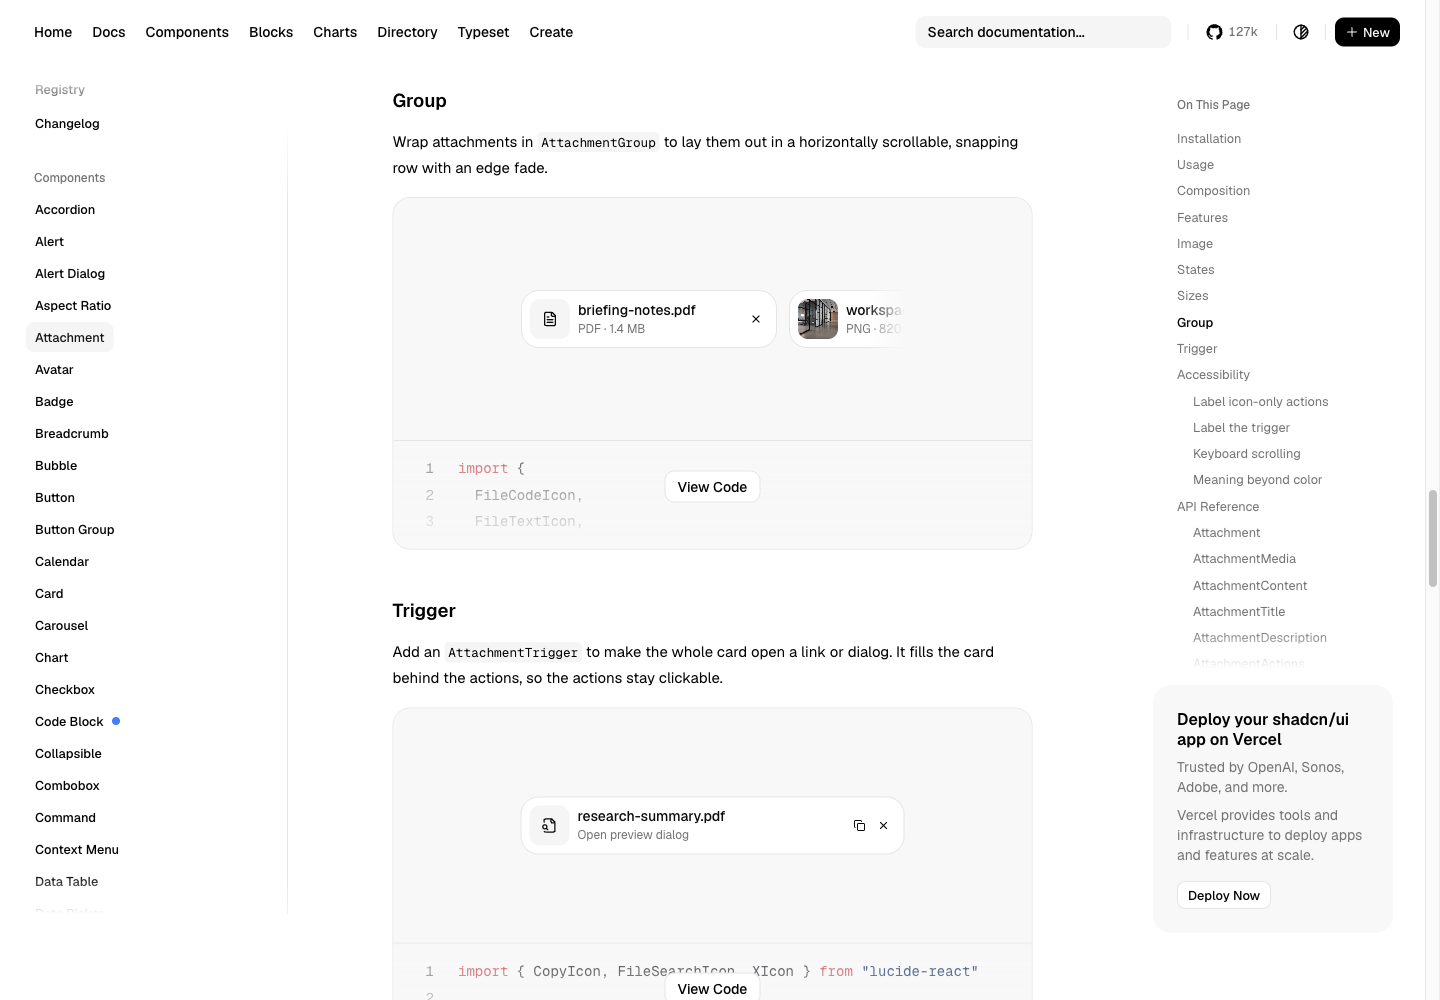 Home Docs Components Blocks Charts Directory Typeset Create
Search documentation...
127k
New
Registry
Changelog
Components
Accordion
Alert
Alert Dialog
Aspect Ratio
Attachment
Avatar
Badge
Breadcrumb
Bubble
Button
Button Group
Calendar
Card
Carousel
Chart
Checkbox
Code Block
Collapsible
Combobox
Command
Context Menu
Data Table
Group
Wrap attachments in AttachmentGroup to lay them out in a horizontally scrollable, snapping
row with an edge fade.
briefing-notes.pdf
PDF · 1.4 MB
workspa
PNG · 820
1 import {
2 FileCodeIcon,
3 FileTextIcon,
View Code
Trigger
Add an AttachmentTrigger to make the whole card open a link or dialog. It fills the card
behind the actions, so the actions stay clickable.
research-summary.pdf
Open preview dialog
1 import { CopyIcon, FileSearchIcon, XIcon } from "lucide-react"
2
View Code
On This Page
Installation
Usage
Composition
Features
Image
States
Sizes
Group
Trigger
Accessibility
Label icon-only actions
Label the trigger
Keyboard scrolling
Meaning beyond color
API Reference
Attachment
AttachmentMedia
AttachmentContent
AttachmentTitle
AttachmentDescription
AttachmentActions
Deploy your shadcn/ui
app on Vercel
Trusted by OpenAI, Sonos,
Adobe, and more.
Vercel provides tools and
infrastructure to deploy apps
and features at scale.
Deploy Now